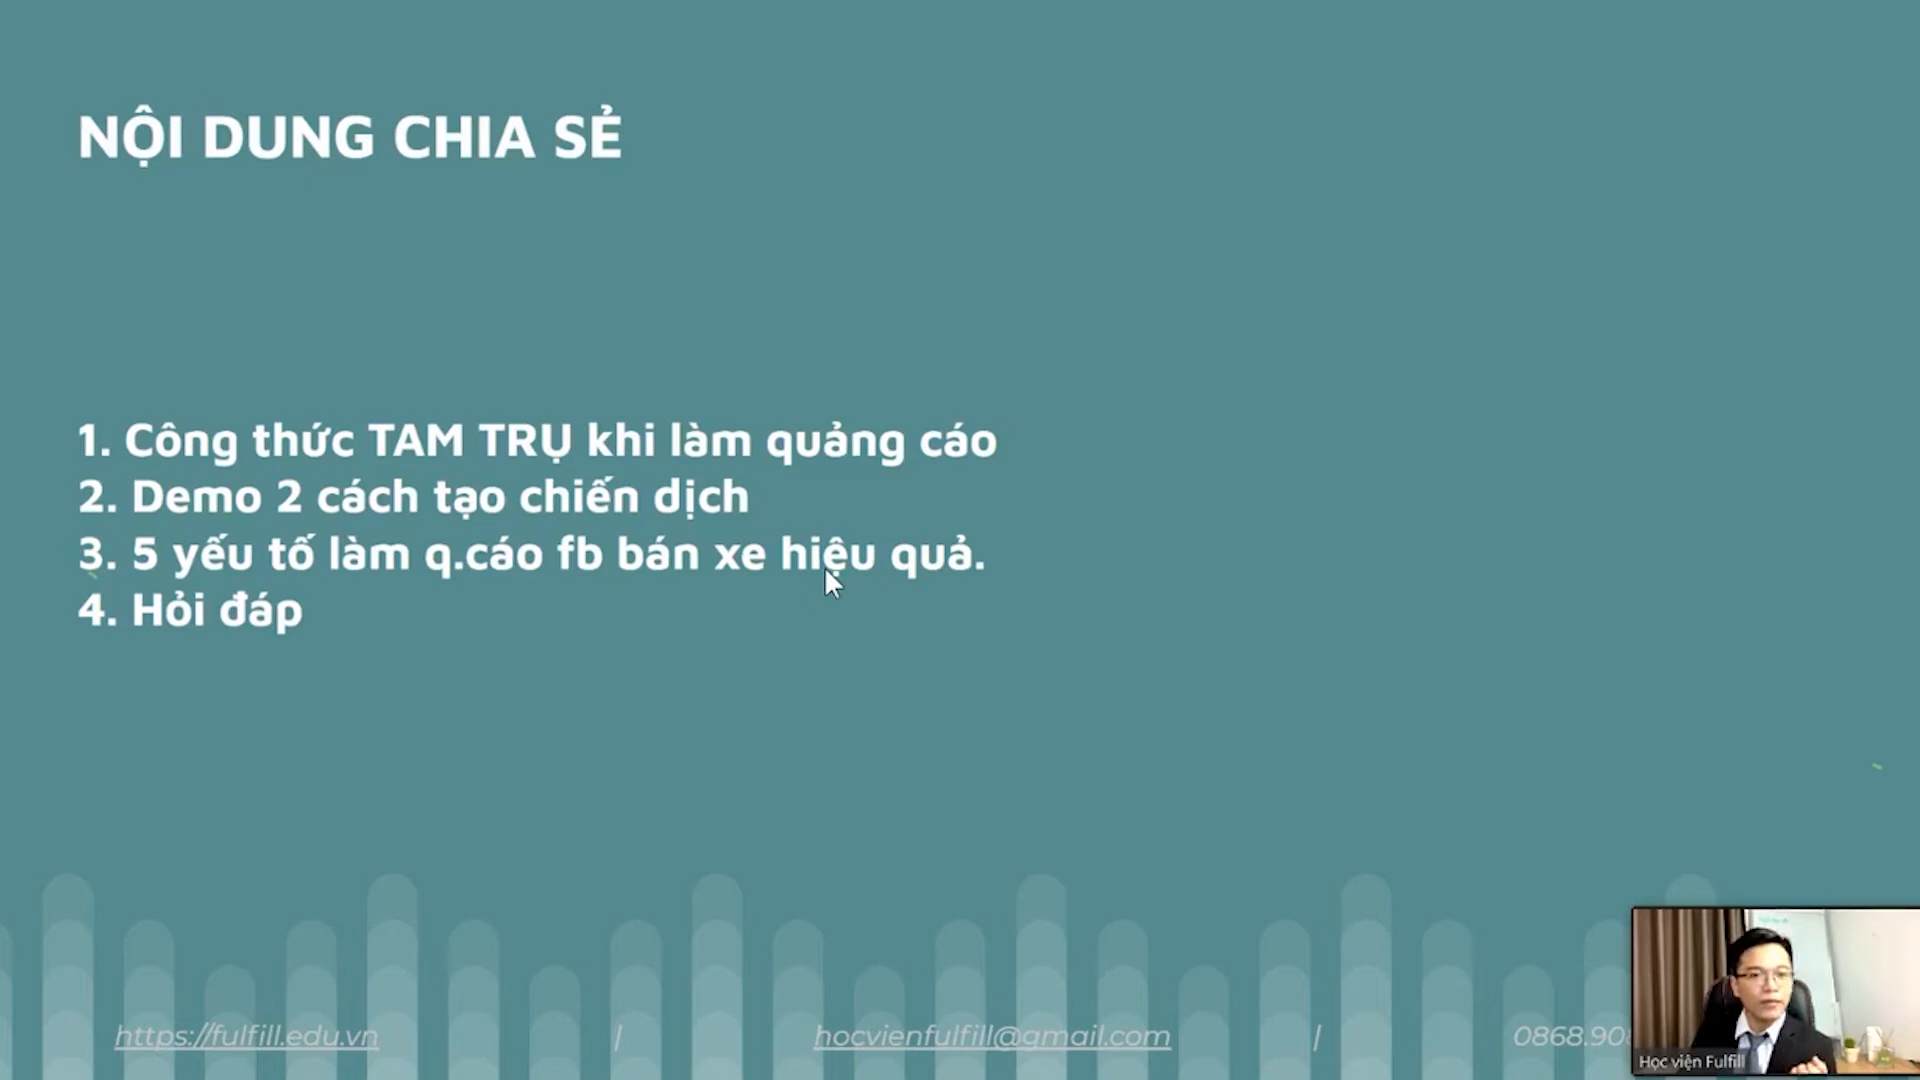 NỘI DUNG CHIA SẺ
1. Công thức TAM TRỤ khi làm quảng cáo
2. Demo 2 cách tạo chiến dịch
3. 5 yếu tố làm q.cáo fb bán xe hiệu quả.
4. Hỏi đáp
https://fulfill.edu.vn | hocvienfulfill@gmail.com | 0868.90
Học viện Fulfill